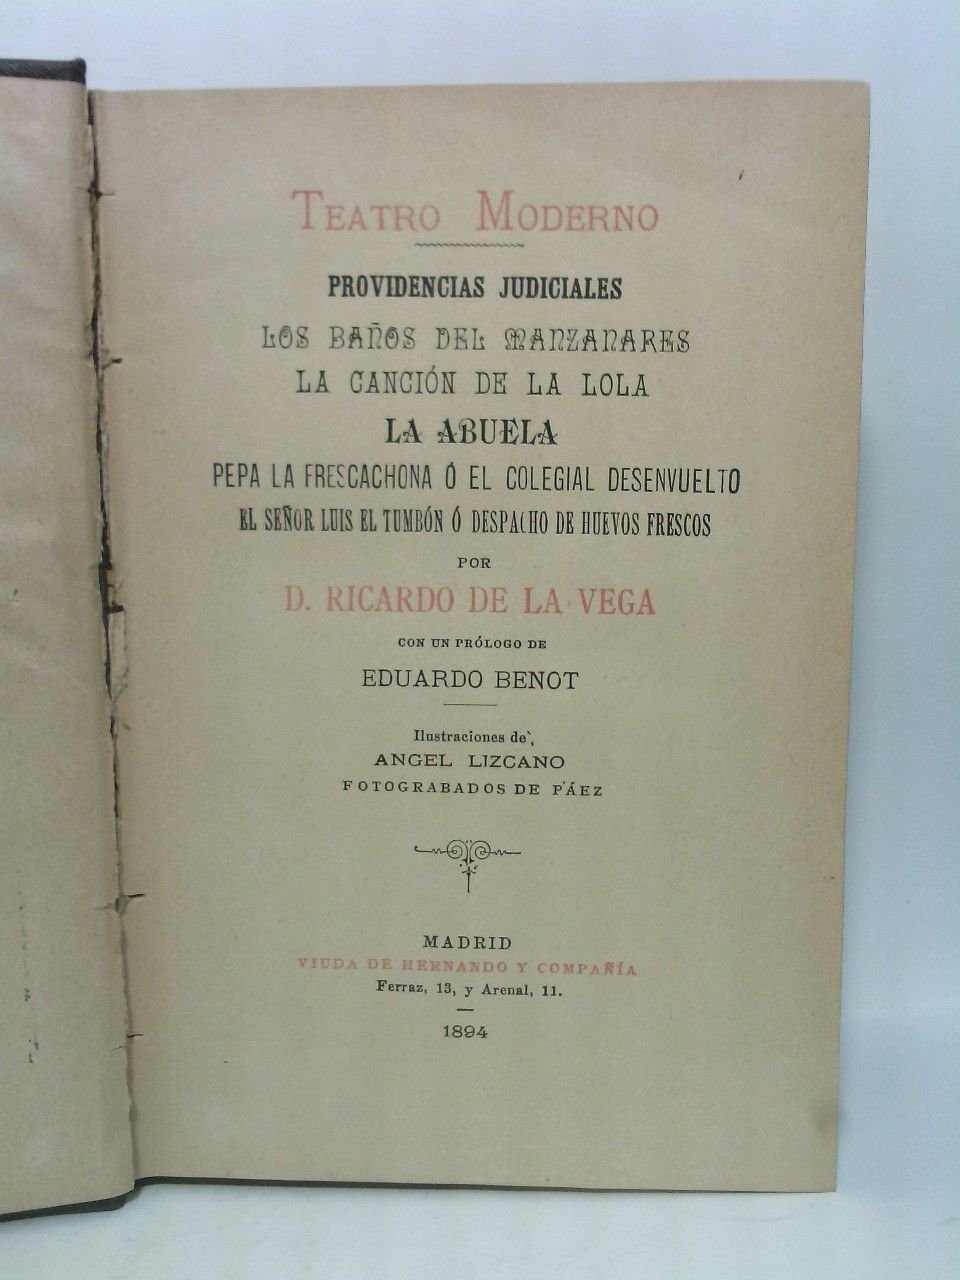 TEATRO MODERNO
PROVIDENCIAS JUDICIALES
LOS BAÑOS DEL MANZANARES
LA CANCIÓN DE LA LOLA
LA ABUELA
PEPA LA FRESCACHONA Ó EL COLEGIAL DESENVUELTO
EL SEÑOR LUIS EL TUMBÓN Ó DESPACHO DE HUEVOS FRESCOS
POR
D. RICARDO DE LA VEGA
CON UN PRÓLOGO DE
EDUARDO BENOT
Ilustraciones de
ANGEL LIZCANO
FOTOGRABADOS DE PÁEZ
MADRID
VIUDA DE HERNANDO Y COMPAÑÍA
Ferraz, 13, y Arenal, 11.
1894